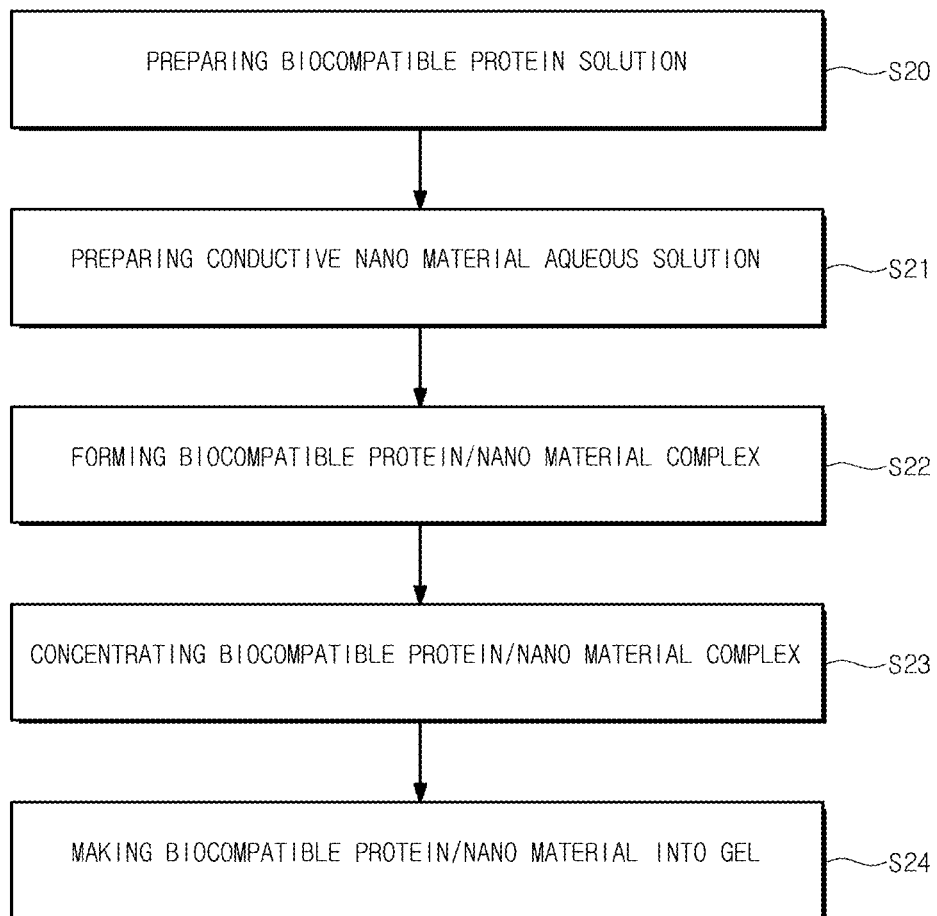 PREPARING BIOCOMPATIBLE PROTEIN SOLUTION
S20
PREPARING CONDUCTIVE NANO MATERIAL AQUEOUS SOLUTION
S21
FORMING BIOCOMPATIBLE PROTEIN/NANO MATERIAL COMPLEX
S22
CONCENTRATING BIOCOMPATIBLE PROTEIN/NANO MATERIAL COMPLEX
S23
MAKING BIOCOMPATIBLE PROTEIN/NANO MATERIAL INTO GEL
S24